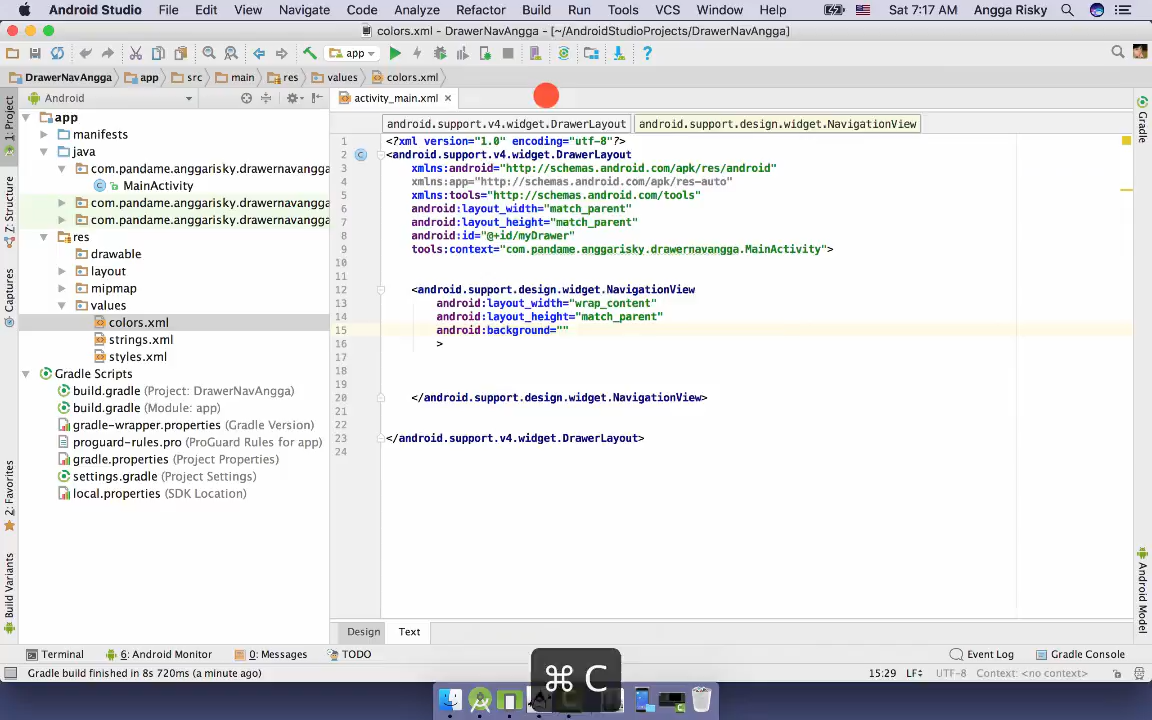 Android Studio File Edit View Navigate Code Analyze Refactor Build Run Tools VCS Window Help Sat 7:17 AM Angga Risky
colors.xml - DrawerNavAngga - [~/AndroidStudioProjects/DrawerNavAngga]
app
DrawerNavAngga app src main res values colors.xml
Android
activity_main.xml
android.support.v4.widget.DrawerLayout android.support.design.widget.NavigationView
1: Project
Z: Structure
Captures
2: Favorites
Build Variants
app
manifests
java
com.pandame.anggarisky.drawernavangga
MainActivity
com.pandame.anggarisky.drawernavangga
com.pandame.anggarisky.drawernavangga
res
drawable
layout
mipmap
values
colors.xml
strings.xml
styles.xml
Gradle Scripts
build.gradle (Project: DrawerNavAngga)
build.gradle (Module: app)
gradle-wrapper.properties (Gradle Version)
proguard-rules.pro (ProGuard Rules for app)
gradle.properties (Project Properties)
settings.gradle (Project Settings)
local.properties (SDK Location)
1 <?xml version="1.0" encoding="utf-8"?>
2 <android.support.v4.widget.DrawerLayout
3 xmlns:android="http://schemas.android.com/apk/res/android"
4 xmlns:app="http://schemas.android.com/apk/res-auto"
5 xmlns:tools="http://schemas.android.com/tools"
6 android:layout_width="match_parent"
7 android:layout_height="match_parent"
8 android:id="@+id/myDrawer"
9 tools:context="com.pandame.anggarisky.drawernavangga.MainActivity">
10
11
12 <android.support.design.widget.NavigationView
13 android:layout_width="wrap_content"
14 android:layout_height="match_parent"
15 android:background=""
16 >
17
18
19
20 </android.support.design.widget.NavigationView>
21
22
23 </android.support.v4.widget.DrawerLayout>
24
Gradle
Android Model
Design Text
Terminal 6: Android Monitor 0: Messages TODO Event Log Gradle Console
Gradle build finished in 8s 720ms (a minute ago) 15:29 LF UTF-8 Context: <no context>
⌘ C